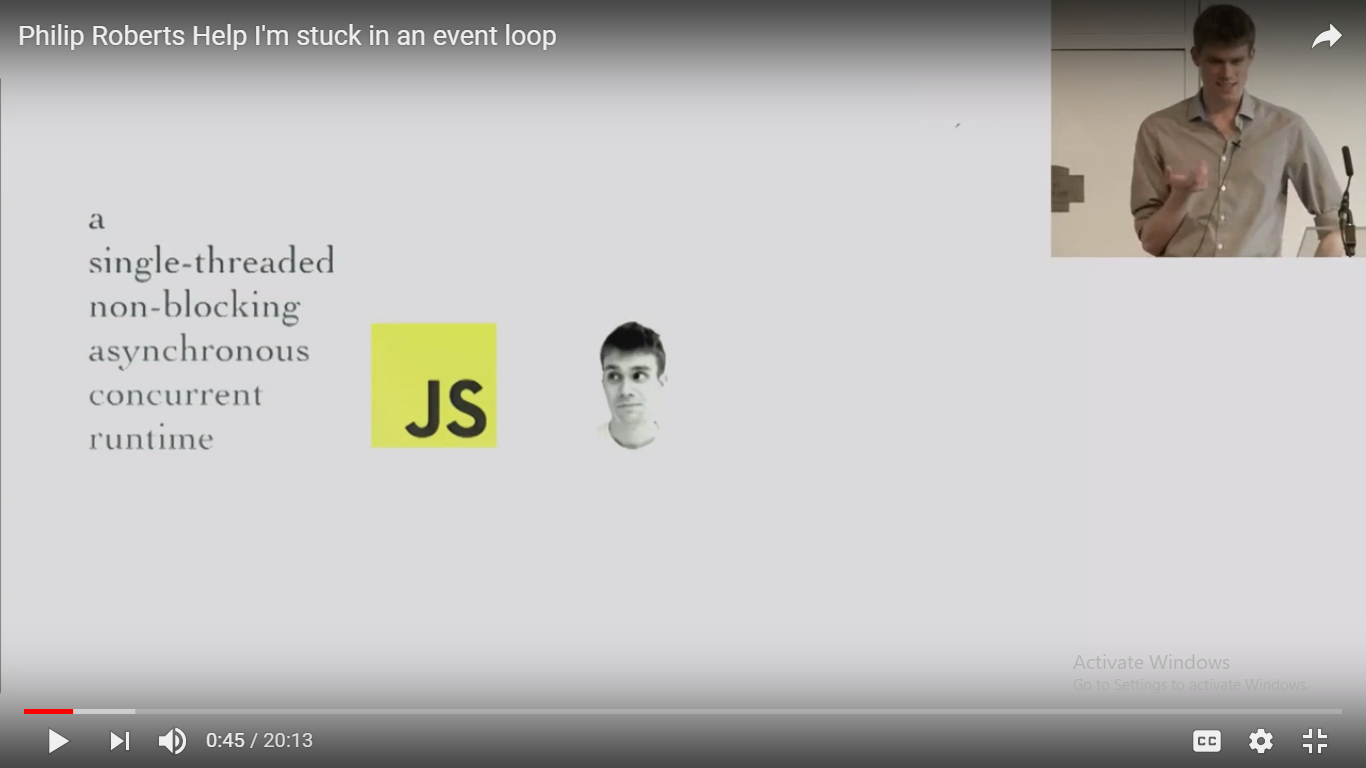 Philip Roberts Help I'm stuck in an event loop
a
single-threaded
non-blocking
asynchronous
concurrent
runtime
JS
Activate Windows
Go to Settings to activate Windows.
0:45 / 20:13
CC